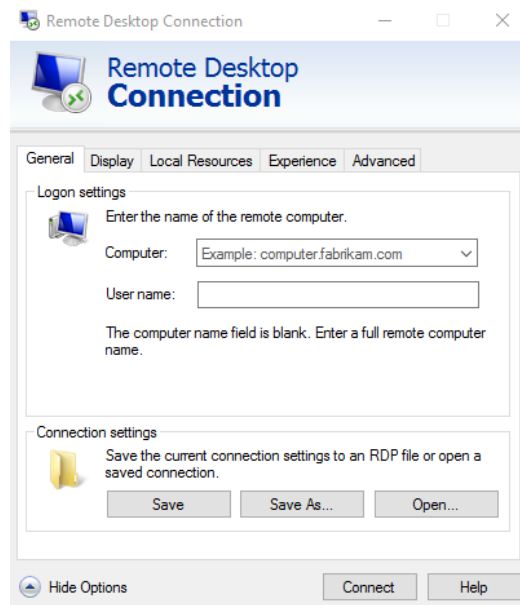 Remote Desktop Connection
Remote Desktop
Connection
General Display Local Resources Experience Advanced
Logon settings
Enter the name of the remote computer.
Computer: Example: computer.fabrikam.com
User name:
The computer name field is blank. Enter a full remote computer
name.
Connection settings
Save the current connection settings to an RDP file or open a
saved connection.
Save Save As... Open...
Hide Options Connect Help